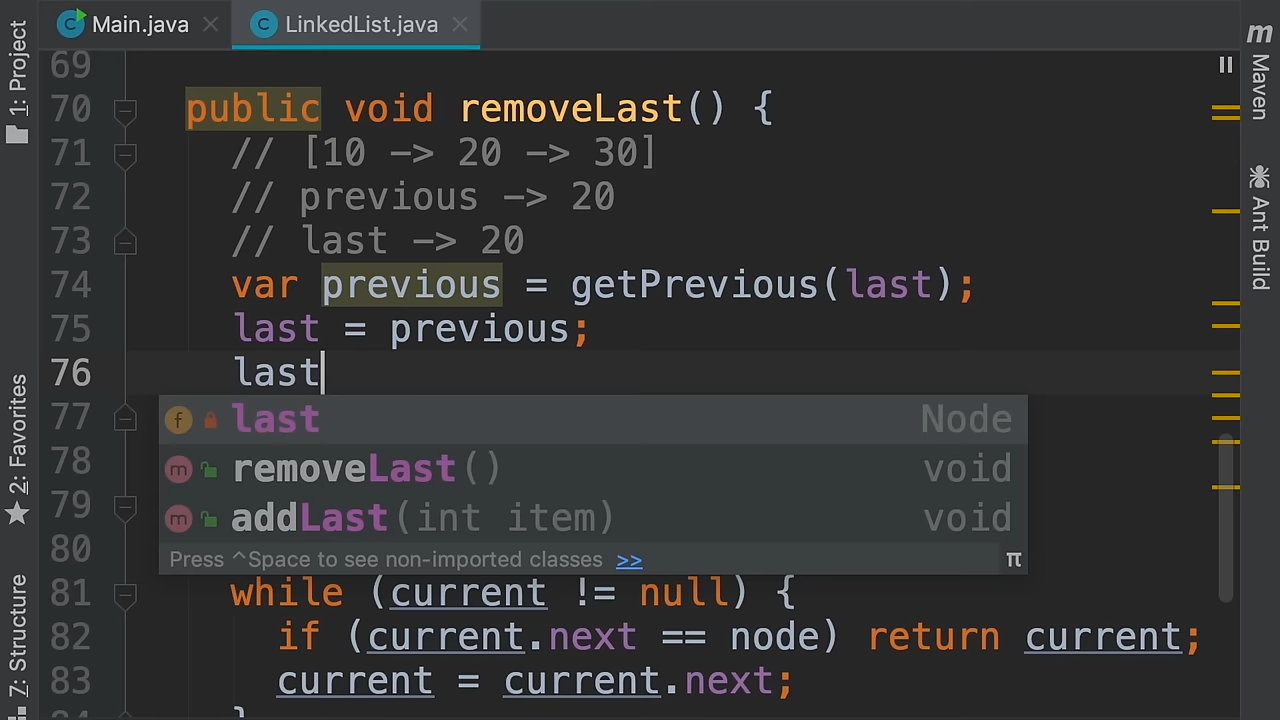 Main.java
LinkedList.java
1: Project
2: Favorites
7: Structure
m
Maven
Ant Build
69
70 public void removeLast() {
71 // [10 -> 20 -> 30]
72 // previous -> 20
73 // last -> 20
74 var previous = getPrevious(last);
75 last = previous;
76 last
77
78
79
80
f last Node
m removeLast() void
m addLast(int item) void
Press ^Space to see non-imported classes >> π
81 while (current != null) {
82 if (current.next == node) return current;
83 current = current.next;